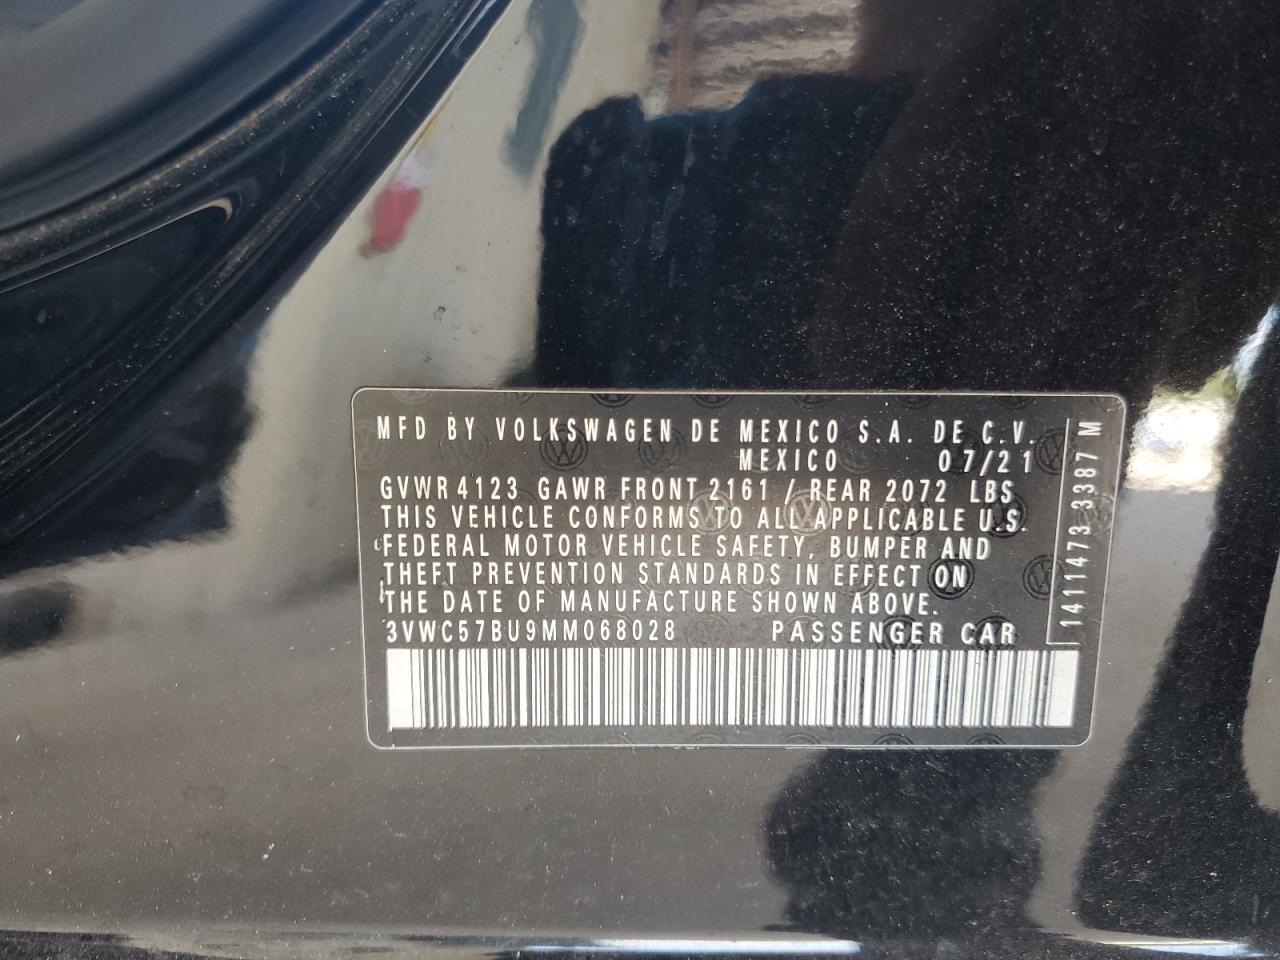 MFD BY VOLKSWAGEN DE MEXICO S.A. DE C.V.
MEXICO 07/21
GVWR 4123 GAWR FRONT 2161 / REAR 2072 LBS
THIS VEHICLE CONFORMS TO ALL APPLICABLE U.S.
FEDERAL MOTOR VEHICLE SAFETY, BUMPER AND
THEFT PREVENTION STANDARDS IN EFFECT ON
THE DATE OF MANUFACTURE SHOWN ABOVE.
3VWC57BU9MM068028 PASSENGER CAR
1411473 3387 M